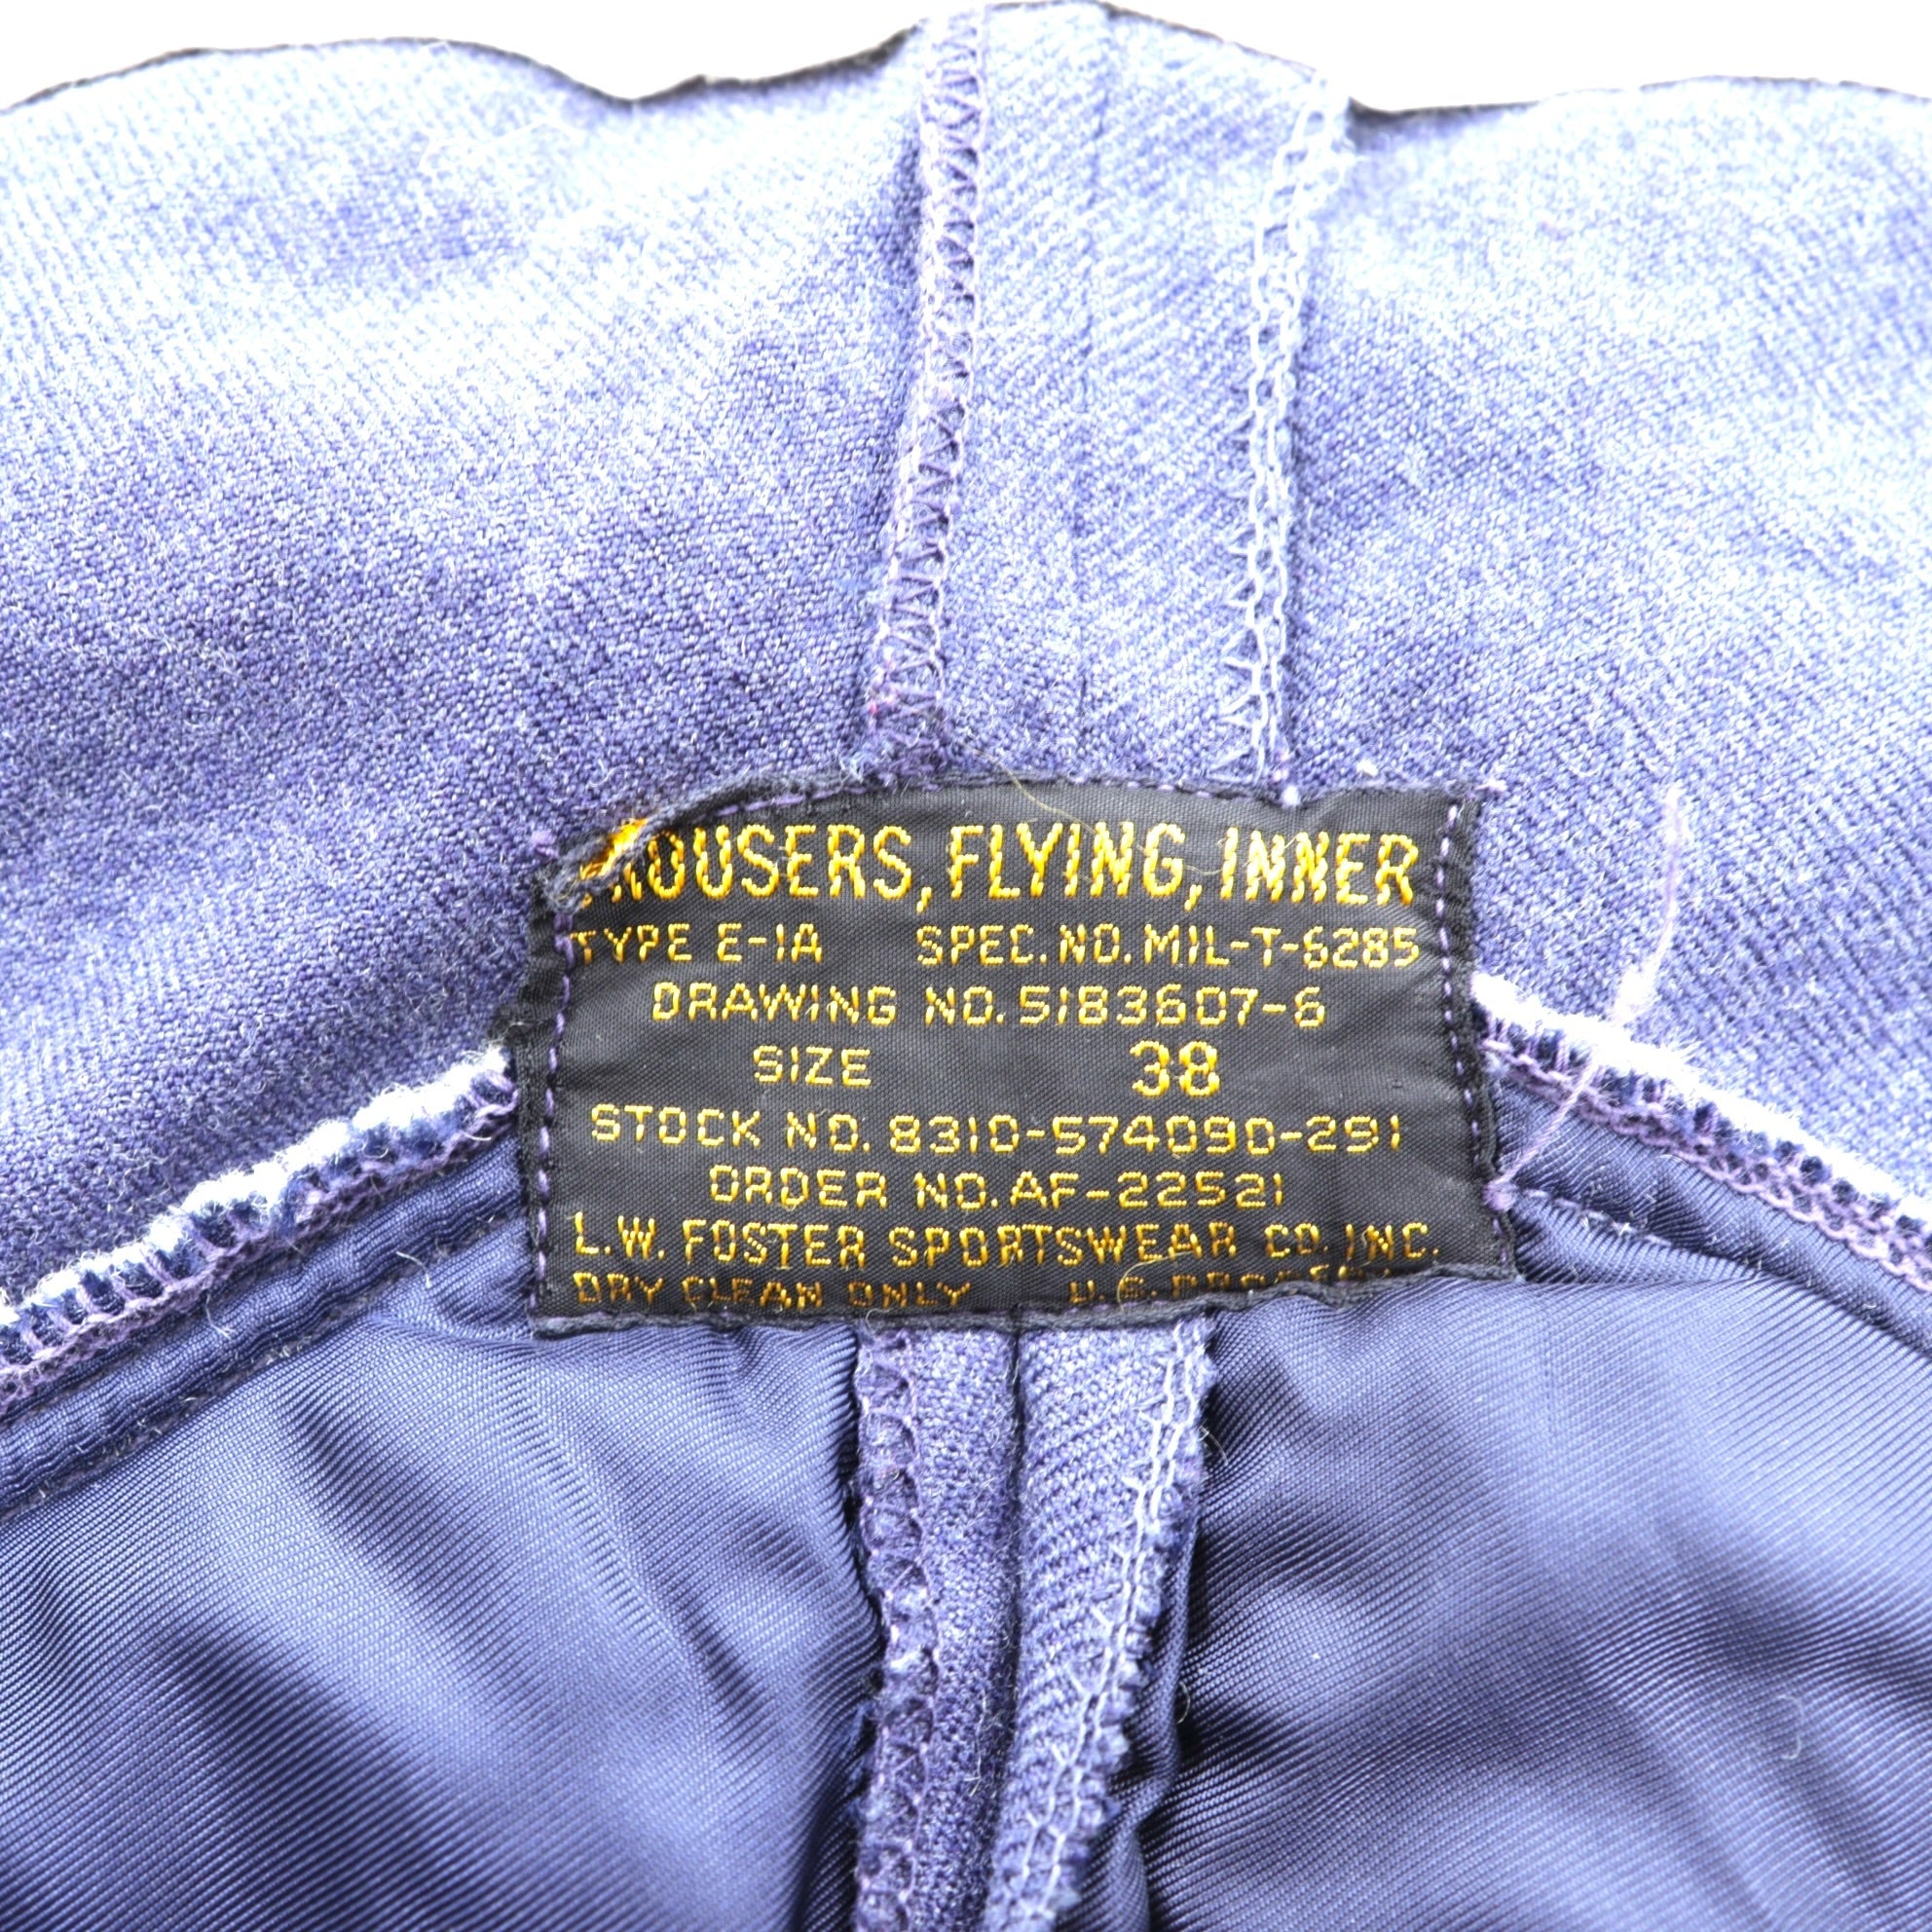 TROUSERS, FLYING, INNER
TYPE E-1A SPEC. NO. MIL-T-6285
DRAWING NO. 51B3607-6
SIZE 38
STOCK NO. 8310-574090-291
ORDER NO. AF-22521
L.W. FOSTER SPORTSWEAR CO. INC.
DRY CLEAN ONLY U.S.